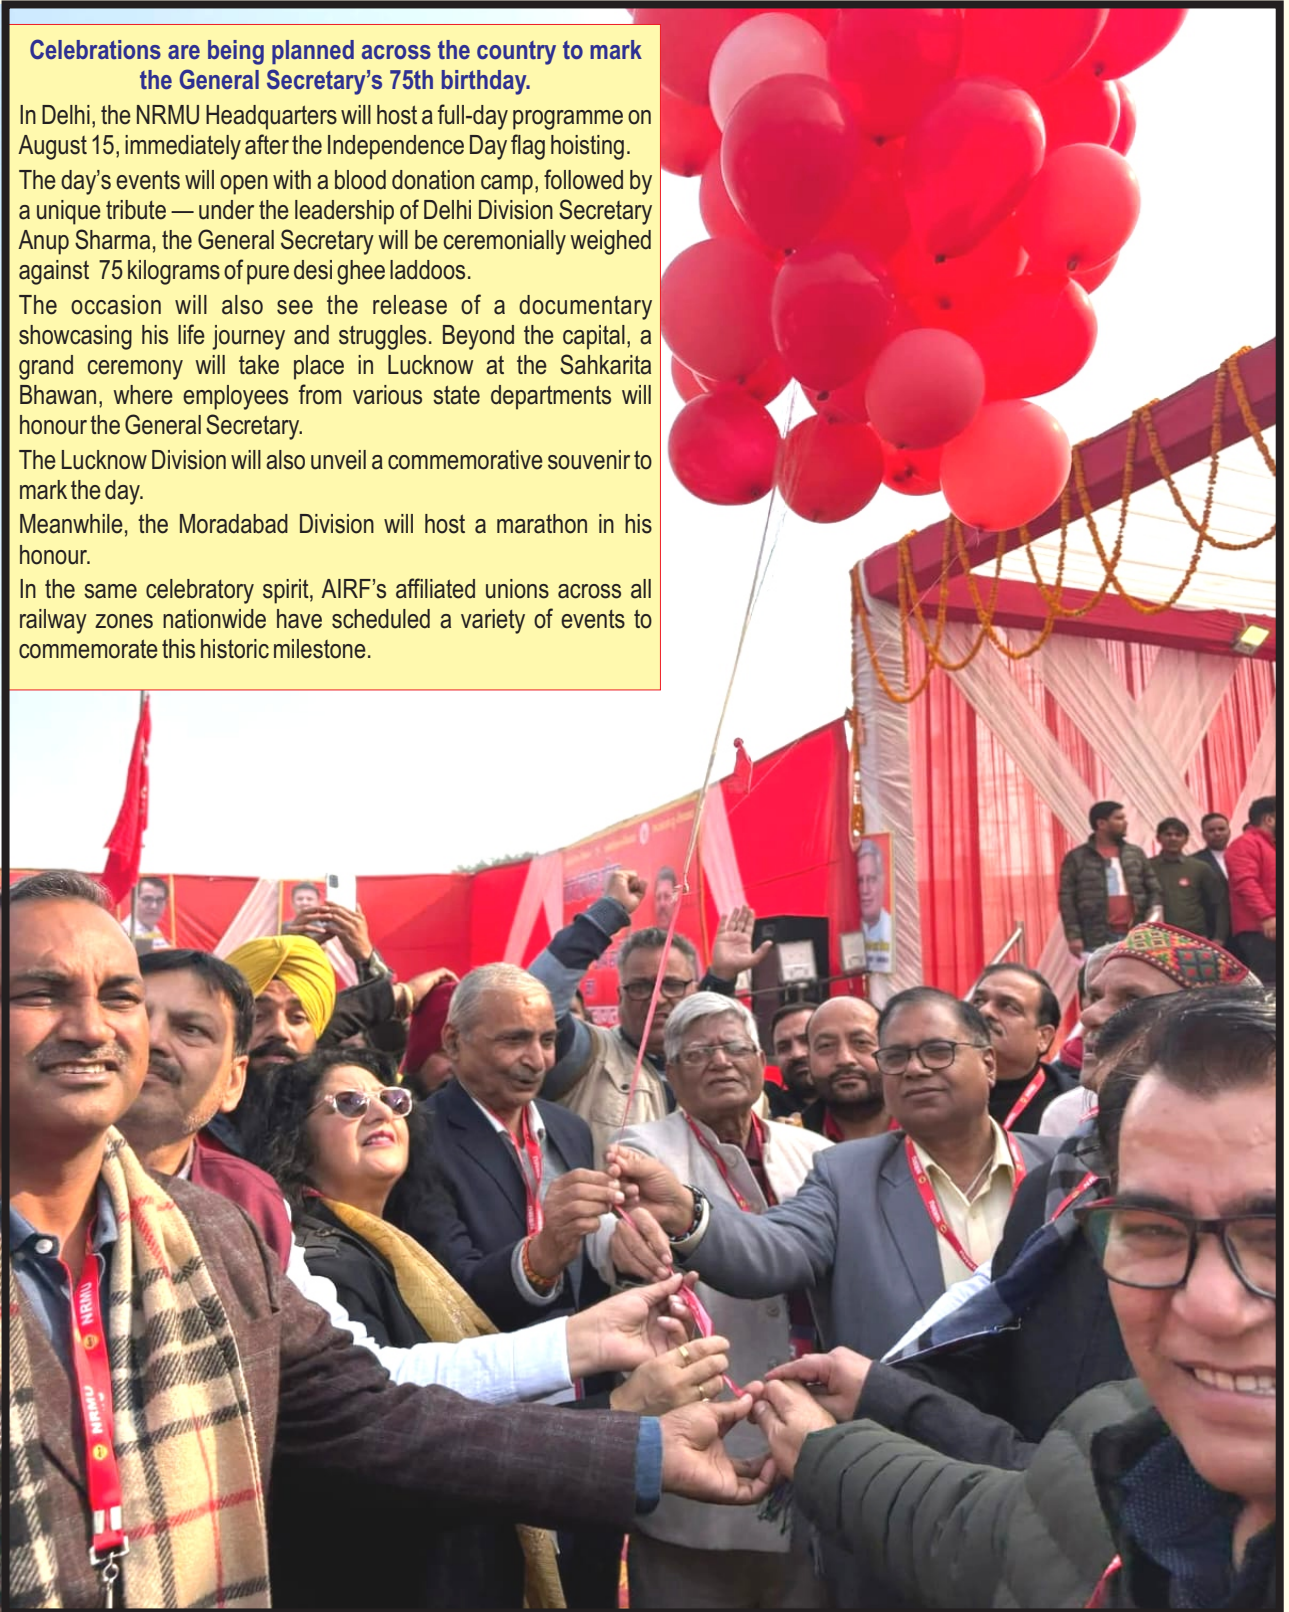 Celebrations are being planned across the country to mark
the General Secretary’s 75th birthday.
In Delhi, the NRMU Headquarters will host a full-day programme on
August 15, immediately after the Independence Day flag hoisting.
The day’s events will open with a blood donation camp, followed by
a unique tribute — under the leadership of Delhi Division Secretary
Anup Sharma, the General Secretary will be ceremonially weighed
against 75 kilograms of pure desi ghee laddoos.
The occasion will also see the release of a documentary
showcasing his life journey and struggles. Beyond the capital, a
grand ceremony will take place in Lucknow at the Sahkarita
Bhawan, where employees from various state departments will
honour the General Secretary.
The Lucknow Division will also unveil a commemorative souvenir to
mark the day.
Meanwhile, the Moradabad Division will host a marathon in his
honour.
In the same celebratory spirit, AIRF’s affiliated unions across all
railway zones nationwide have scheduled a variety of events to
commemorate this historic milestone.
NRMU
NRMU